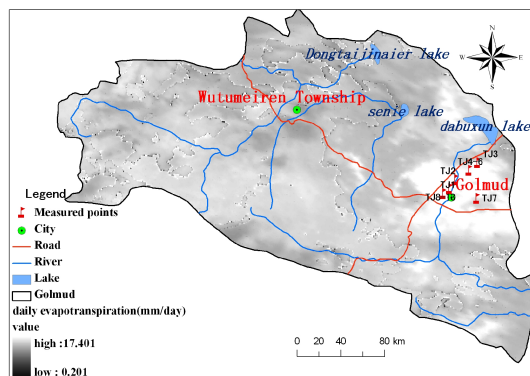 Dongtaijinaier lake
N
W E
S
Wutumeiren Township
senie lake
dabuxun lake
TJ3
TJ4-6
TJ2
TJ1
Golmud
TJ8
TJ7
Legend
Measured points
City
Road
River
Lake
Golmud
daily evapotranspiration(mm/day)
value
high :17.401
low : 0.201
0 20 40 80 km